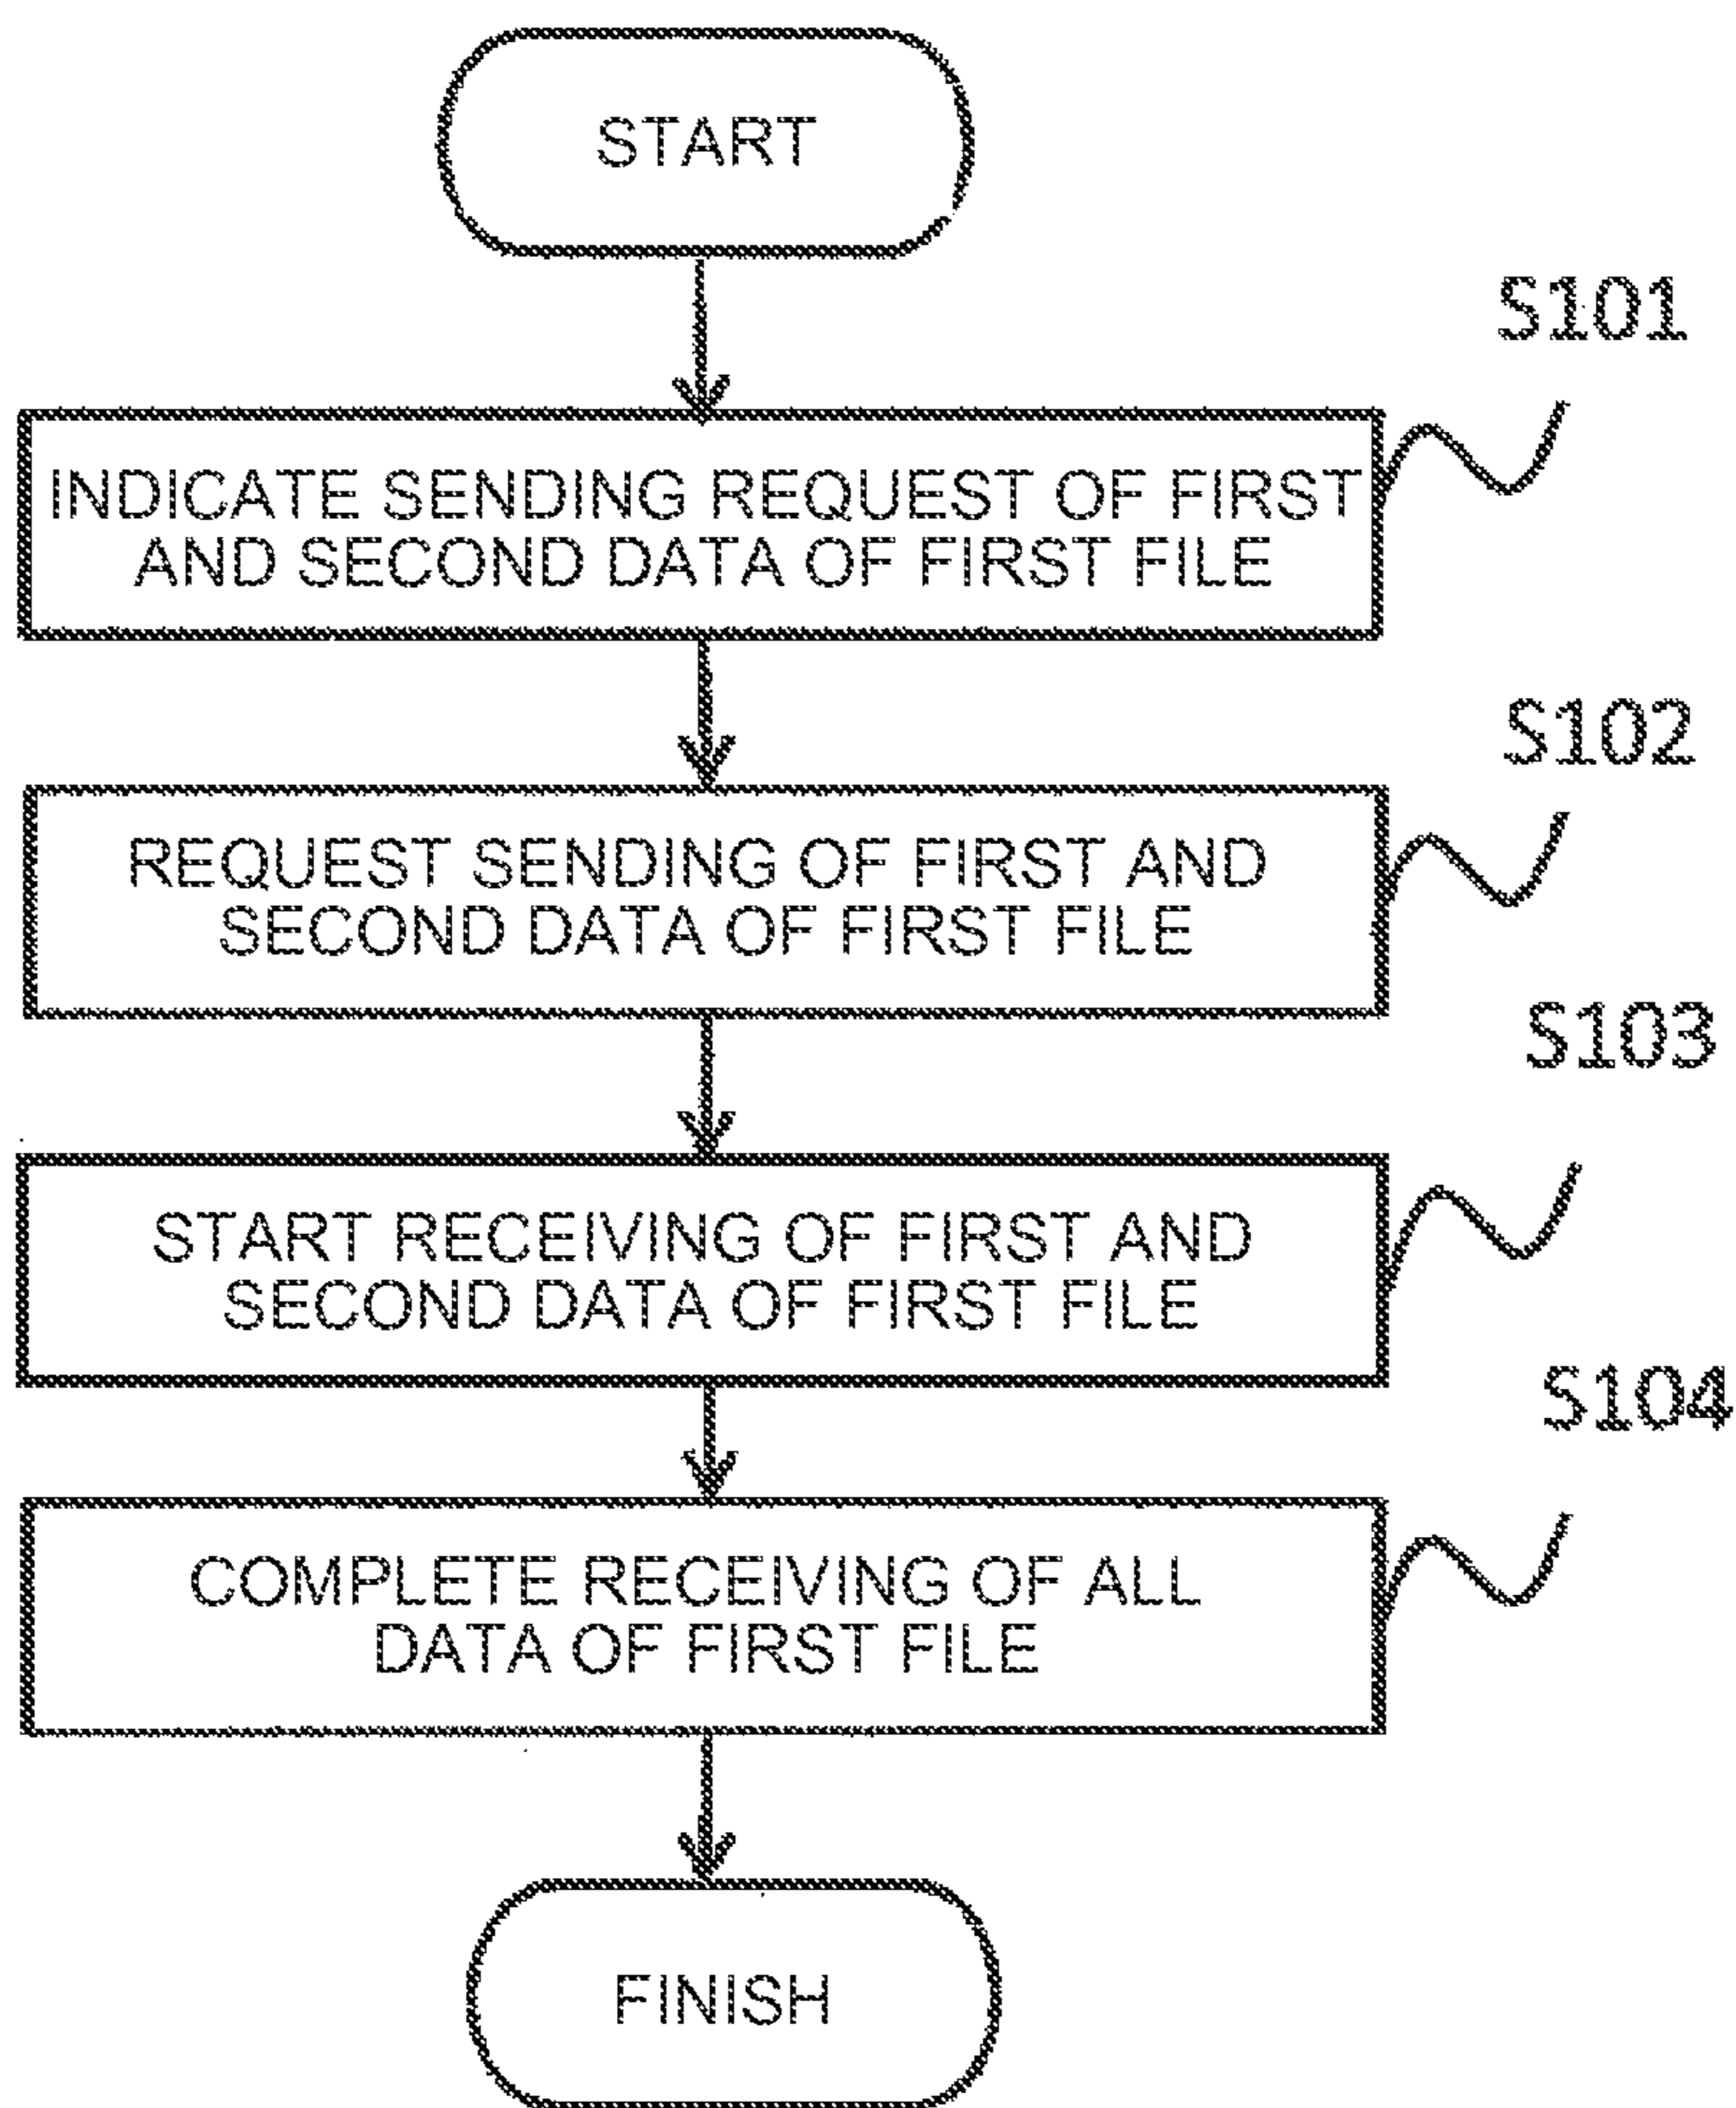 START
S101
INDICATE SENDING REQUEST OF FIRST
AND SECOND DATA OF FIRST FILE
S102
REQUEST SENDING OF FIRST AND
SECOND DATA OF FIRST FILE
S103
START RECEIVING OF FIRST AND
SECOND DATA OF FIRST FILE
S104
COMPLETE RECEIVING OF ALL
DATA OF FIRST FILE
FINISH